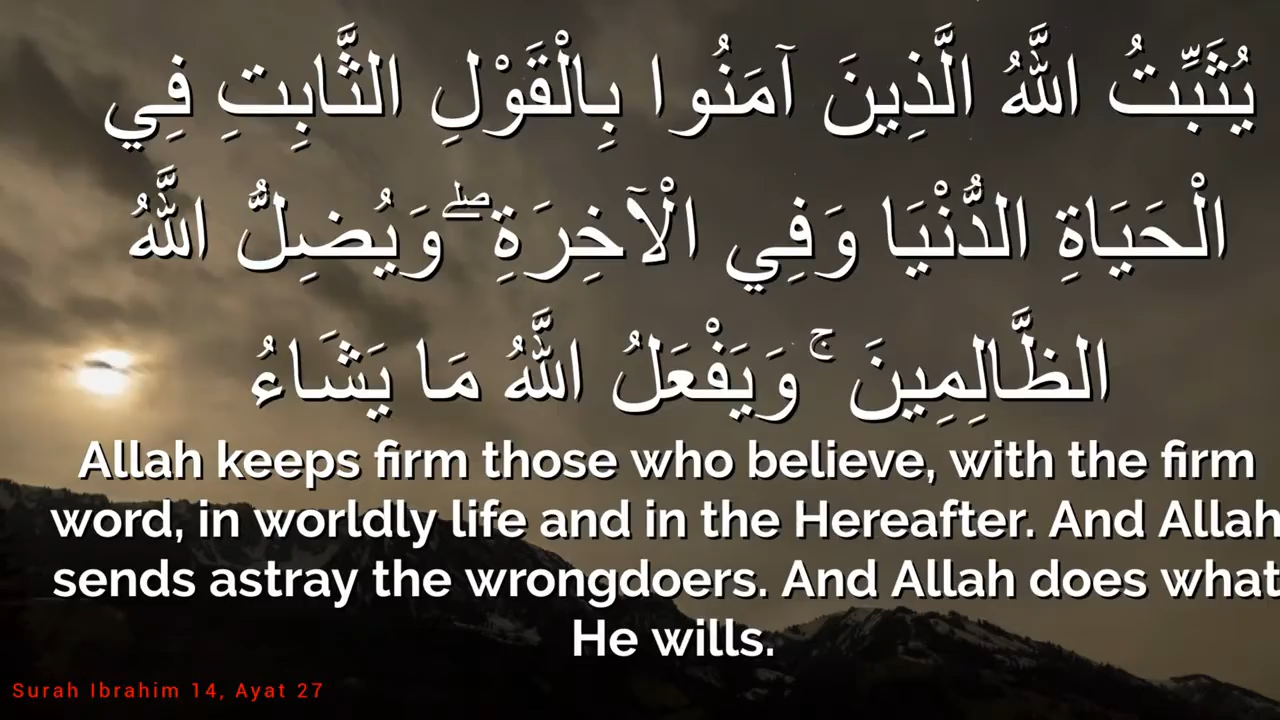 يُثَبِّتُ اللَّهُ الَّذِينَ آمَنُوا بِالْقَوْلِ الثَّابِتِ فِي
الْحَيَاةِ الدُّنْيَا وَفِي الْآخِرَةِ ۖ وَيُضِلُّ اللَّهُ
الظَّالِمِينَ ۚ وَيَفْعَلُ اللَّهُ مَا يَشَاءُ
Allah keeps firm those who believe, with the firm
word, in worldly life and in the Hereafter. And Allah
sends astray the wrongdoers. And Allah does what
He wills.
Surah Ibrahim 14, Ayat 27